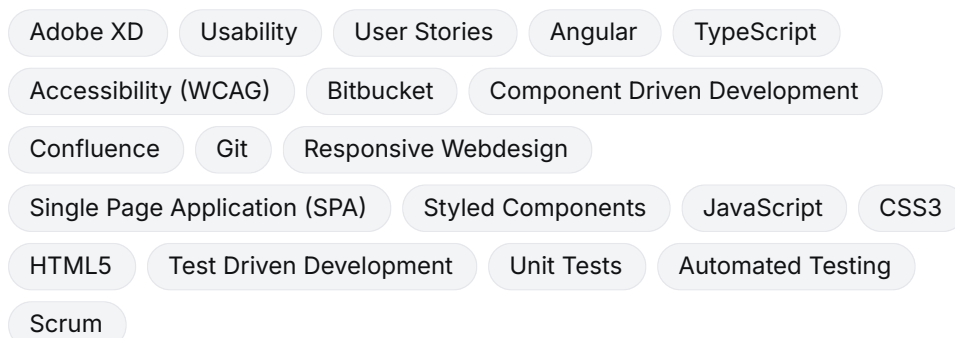 Adobe XD Usability User Stories Angular TypeScript
Accessibility (WCAG) Bitbucket Component Driven Development
Confluence Git Responsive Webdesign
Single Page Application (SPA) Styled Components JavaScript CSS3
HTML5 Test Driven Development Unit Tests Automated Testing
Scrum